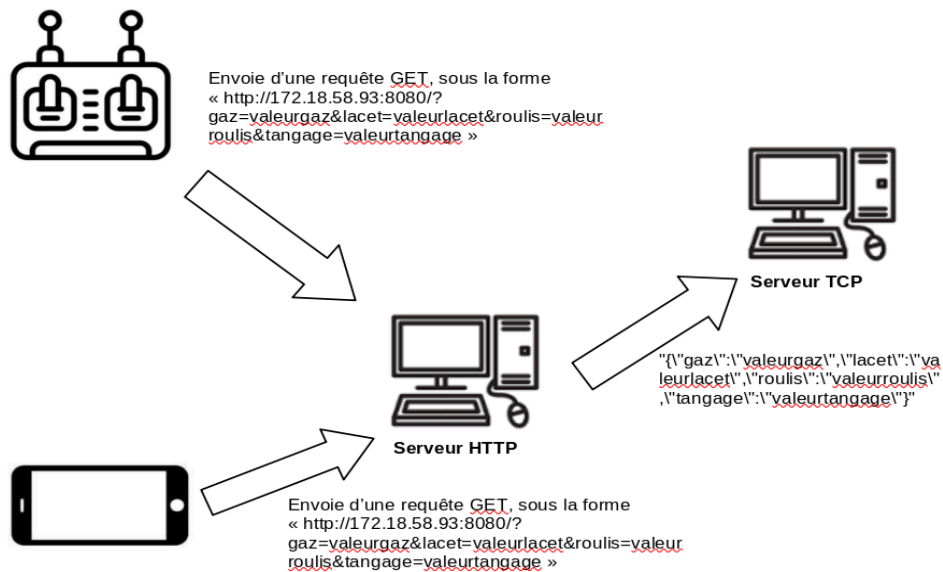 Envoie d'une requête GET, sous la forme
« http://172.18.58.93:8080/?
gaz=valeurgaz&lacet=valeurlacet&roulis=valeur
roulis&tangage=valeurtangage »
Serveur TCP
"{\"gaz\":\"valeurgaz\",\"lacet\":\"va
leurlacet\",\"roulis\":\"valeurroulis\"
,\"tangage\":\"valeurtangage\"}"
Serveur HTTP
Envoie d'une requête GET, sous la forme
« http://172.18.58.93:8080/?
gaz=valeurgaz&lacet=valeurlacet&roulis=valeur
roulis&tangage=valeurtangage »